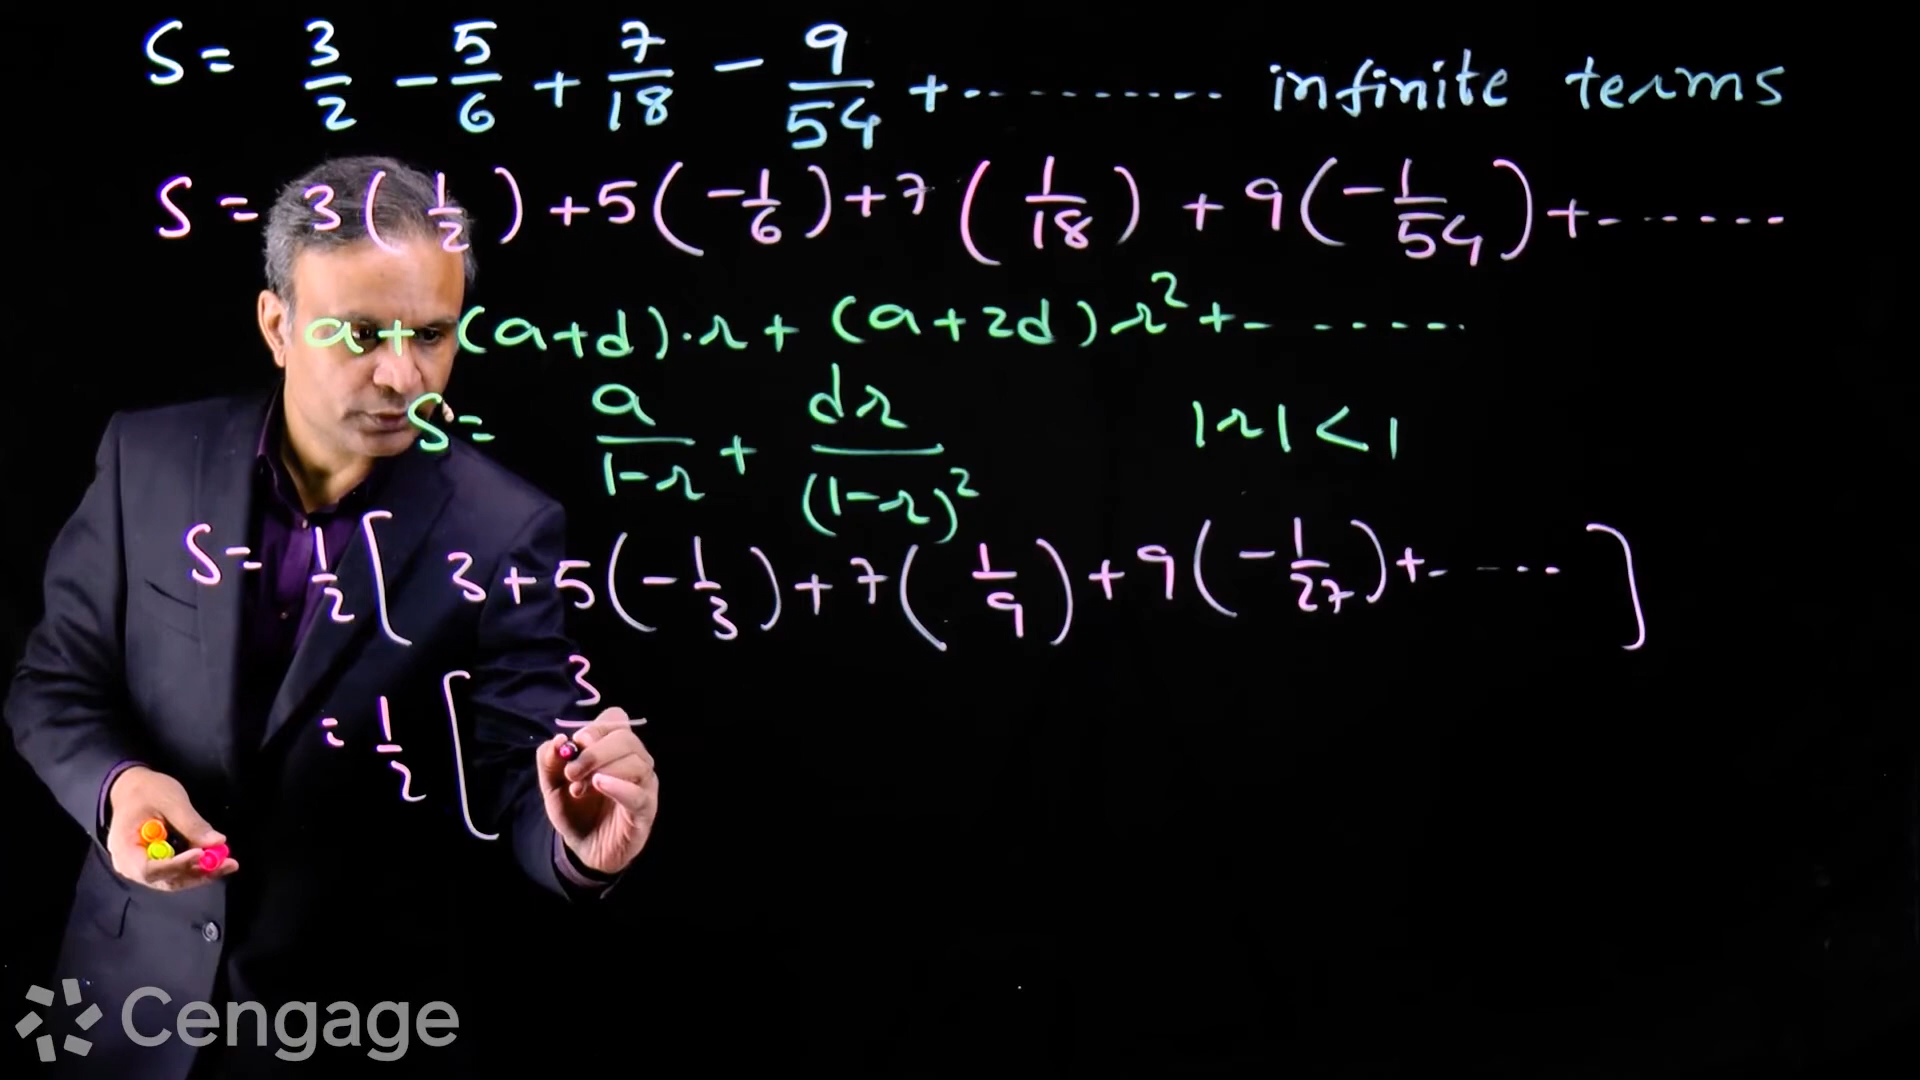 S = 3/2 - 5/6 + 7/18 - 9/54 + .......... infinite terms
S = 3(1/2) + 5(-1/6) + 7(1/18) + 9(-1/54) + ......
a + (a+d)·r + (a+2d)r² + ......
S = a/(1-r) + dr/(1-r)² |r| < 1
S = 1/2 [ 3 + 5(-1/3) + 7(1/9) + 9(-1/27) + ..... ]
= 1/2 [ 3/
Cengage